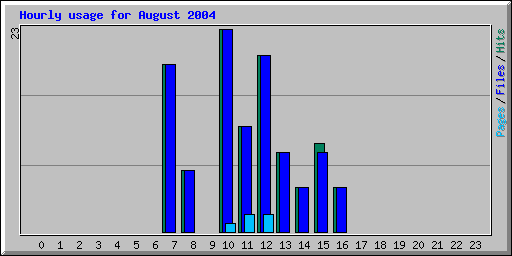 Hourly usage for August 2004
23
Pages/Files/Hits
0 1 2 3 4 5 6 7 8 9 10 11 12 13 14 15 16 17 18 19 20 21 22 23